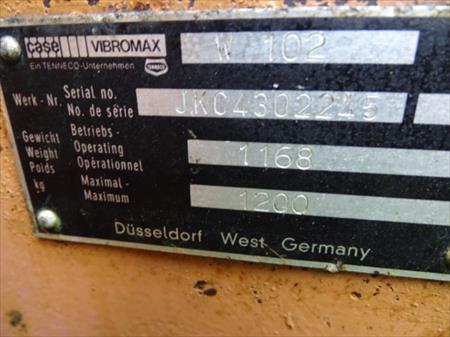 case VIBROMAX W 102
Ein TENNECO-Unternehmen TENNECO
Werk-Nr. Serial no. No. de série JKC4302245
Gewicht Weight Poids kg
Betriebs- Operating Opérationnel 1168
Maximal- Maximum 1200
Düsseldorf West Germany